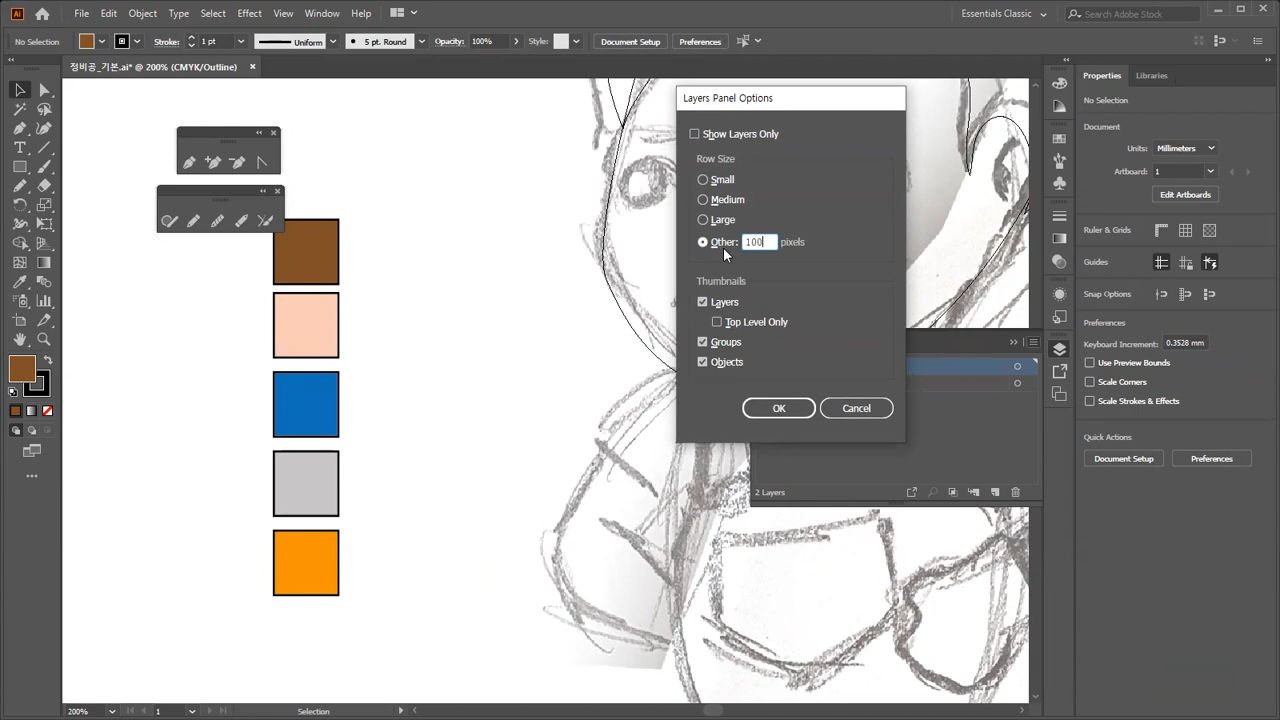 Ai File Edit Object Type Select Effect View Window Help Essentials Classic Search Adobe Stock
No Selection Stroke: 1 pt Uniform 5 pt. Round Opacity: 100% Style: Document Setup Preferences
정비공_기본.ai* @ 200% (CMYK/Outline)
Layers Panel Options
Show Layers Only
Row Size
Small
Medium
Large
Other: 100 pixels
Thumbnails
Layers
Top Level Only
Groups
Objects
OK Cancel
2 Layers
Properties Libraries
No Selection
Document
Units: Millimeters
Artboard: 1
Edit Artboards
Ruler & Grids
Guides
Snap Options
Preferences
Keyboard Increment: 0.3528 mm
Use Preview Bounds
Scale Corners
Scale Strokes & Effects
Quick Actions
Document Setup Preferences
200% 1 Selection